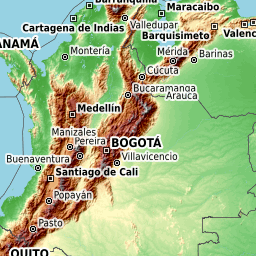 Barranquilla
Maracaibo
Valledupar
Cartagena de Indias
Barquisimeto
Valenc
PANAMÁ
Montería
Mérida
Barinas
Cúcuta
Bucaramanga
Arauca
Medellín
Manizales
Pereira
BOGOTÁ
Buenaventura
Villavicencio
Santiago de Cali
Popayán
Pasto
QUITO